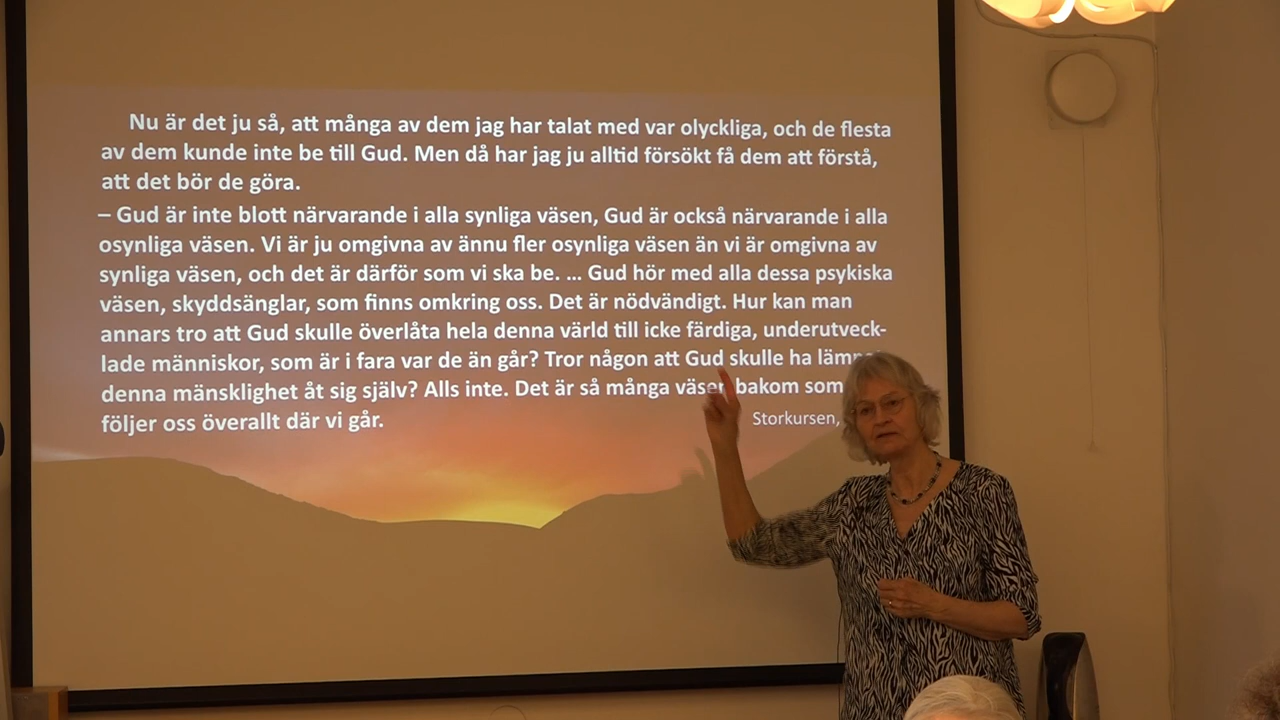 Nu är det ju så, att många av dem jag har talat med var olyckliga, och de flesta
av dem kunde inte be till Gud. Men då har jag ju alltid försökt få dem att förstå,
att det bör de göra.
– Gud är inte blott närvarande i alla synliga väsen, Gud är också närvarande i alla
osynliga väsen. Vi är ju omgivna av ännu fler osynliga väsen än vi är omgivna av
synliga väsen, och det är därför som vi ska be. ... Gud hör med alla dessa psykiska
väsen, skyddsänglar, som finns omkring oss. Det är nödvändigt. Hur kan man
annars tro att Gud skulle överlåta hela denna värld till icke färdiga, underutveck-
lade människor, som är i fara var de än går? Tror någon att Gud skulle ha
denna mänsklighet åt sig själv? Alls inte. Det är så många väsen bakom som
följer oss överallt där vi går.
Storkursen,